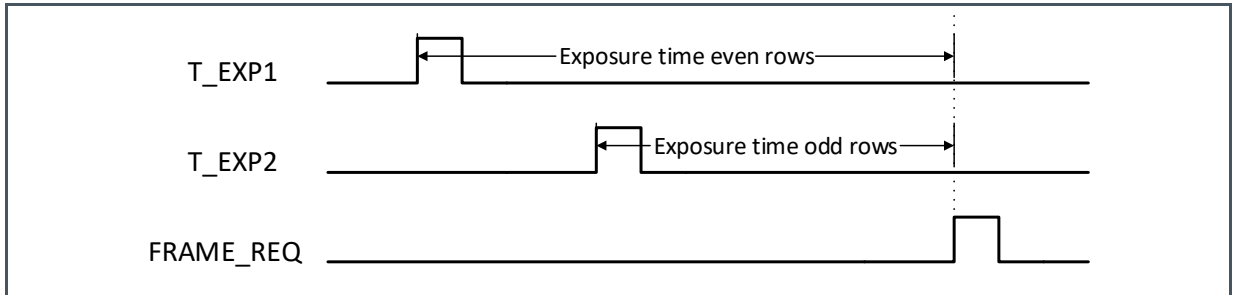 T_EXP1
Exposure time even rows
T_EXP2
Exposure time odd rows
FRAME_REQ